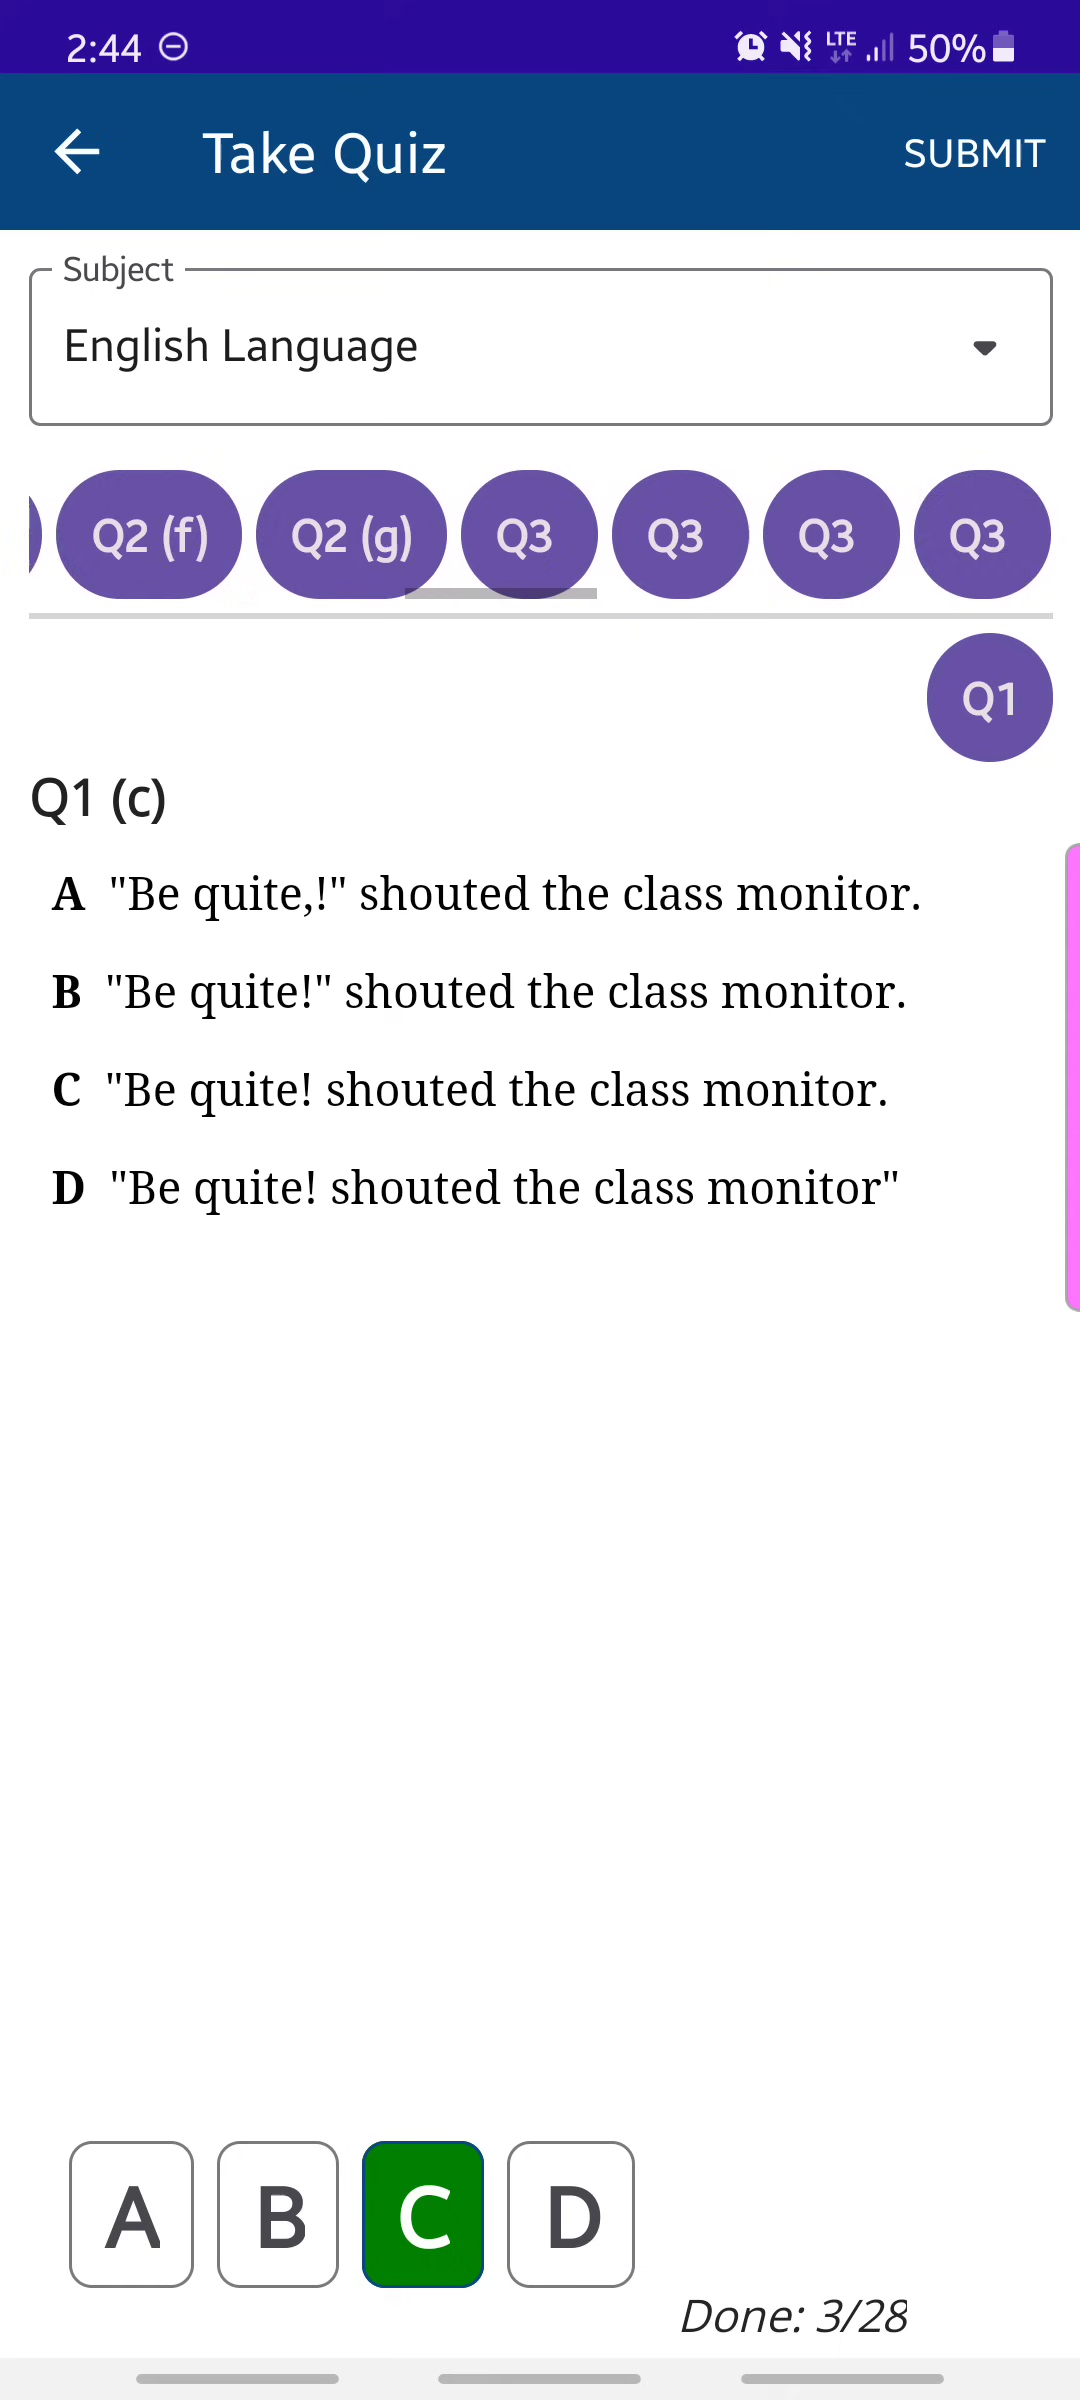 2:44 LTE 50%
Take Quiz SUBMIT
Subject
English Language
Q2 (f) Q2 (g) Q3 Q3 Q3 Q3
Q1
Q1 (c)
A "Be quite,!" shouted the class monitor.
B "Be quite!" shouted the class monitor.
C "Be quite! shouted the class monitor.
D "Be quite! shouted the class monitor"
A B C D
Done: 3/28